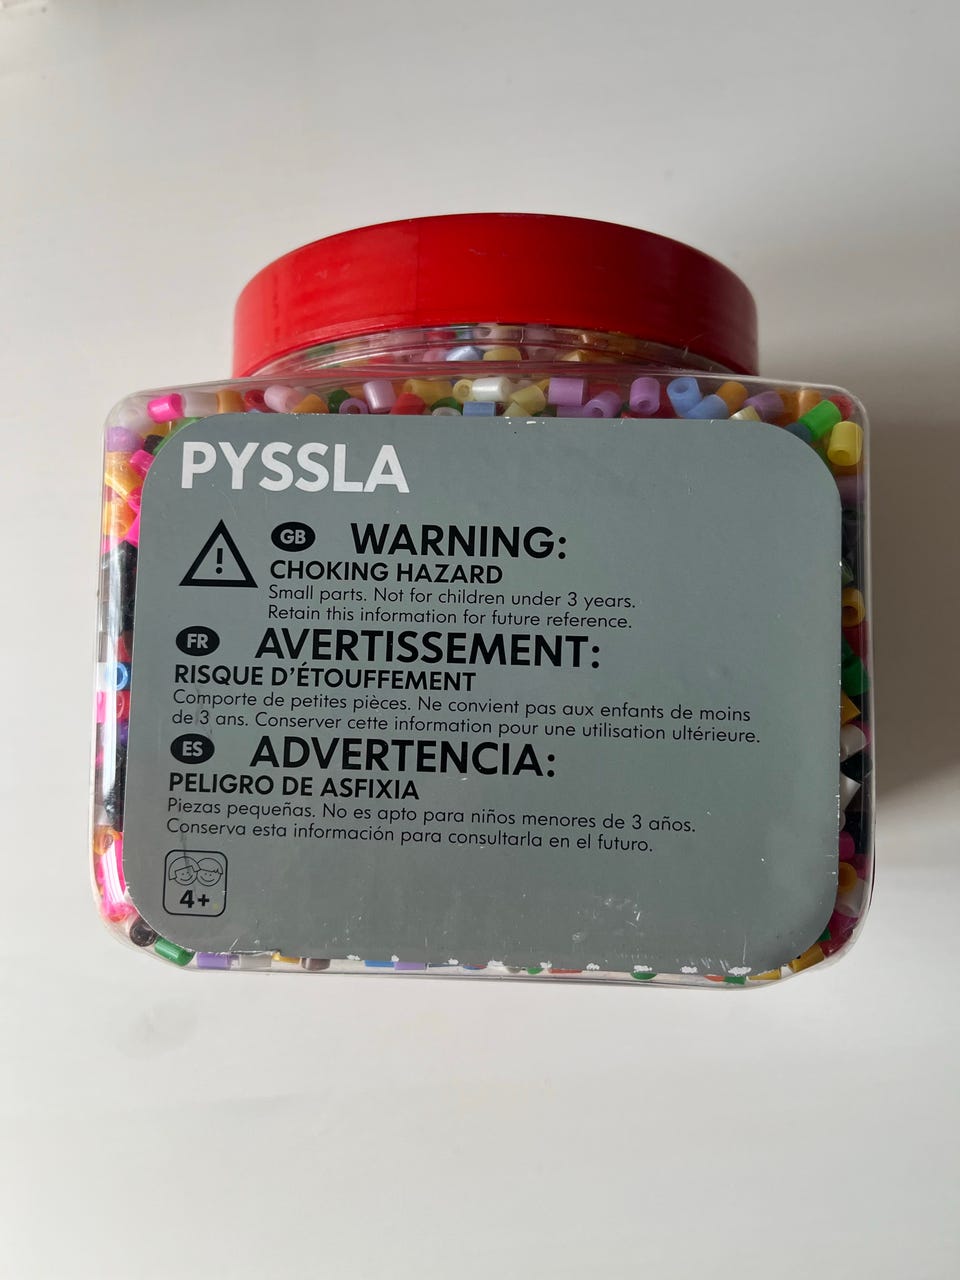 PYSSLA
GB WARNING:
CHOKING HAZARD
Small parts. Not for children under 3 years.
Retain this information for future reference.
FR AVERTISSEMENT:
RISQUE D'ÉTOUFFEMENT
Comporte de petites pièces. Ne convient pas aux enfants de moins
de 3 ans. Conserver cette information pour une utilisation ultérieure.
ES ADVERTENCIA:
PELIGRO DE ASFIXIA
Piezas pequeñas. No es apto para niños menores de 3 años.
Conserva esta información para consultarla en el futuro.
4+